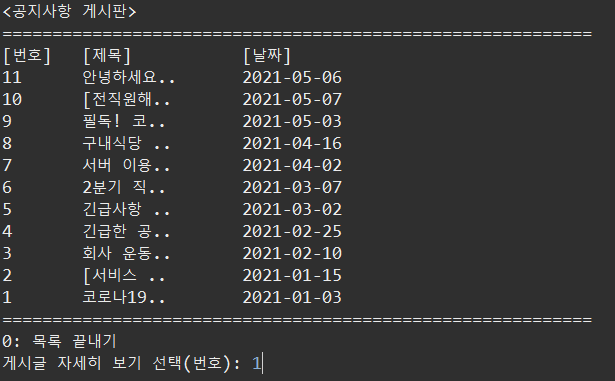 <공지사항 게시판>
===========================================================
[번호] [제목] [날짜]
11 안녕하세요.. 2021-05-06
10 [전직원해.. 2021-05-07
9 필독! 코.. 2021-05-03
8 구내식당 .. 2021-04-16
7 서버 이용.. 2021-04-02
6 2분기 직.. 2021-03-07
5 긴급사항 .. 2021-03-02
4 긴급한 공.. 2021-02-25
3 회사 운동.. 2021-02-10
2 [서비스 .. 2021-01-15
1 코로나19.. 2021-01-03
===========================================================
0: 목록 끝내기
게시글 자세히 보기 선택(번호): 1